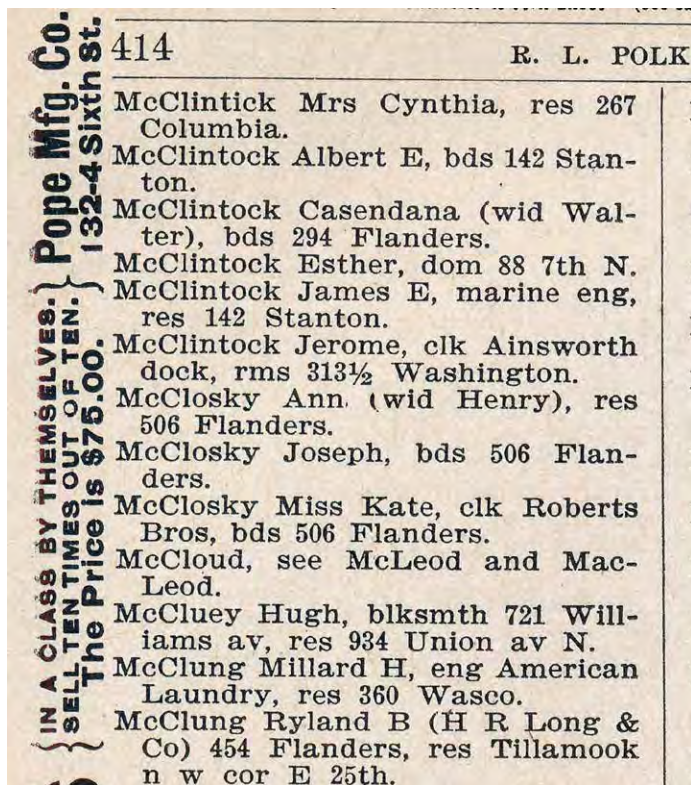 414
R. L. POLK
McClintick Mrs Cynthia, res 267
Columbia.
McClintock Albert E, bds 142 Stan-
ton.
McClintock Casendana (wid Wal-
ter), bds 294 Flanders.
McClintock Esther, dom 88 7th N.
McClintock James E, marine eng,
res 142 Stanton.
McClintock Jerome, clk Ainsworth
dock, rms 313½ Washington.
McClosky Ann (wid Henry), res
506 Flanders.
McClosky Joseph, bds 506 Flan-
ders.
McClosky Miss Kate, clk Roberts
Bros, bds 506 Flanders.
McCloud, see McLeod and Mac-
Leod.
McCluey Hugh, blksmth 721 Will-
iams av, res 934 Union av N.
McClung Millard H, eng American
Laundry, res 360 Wasco.
McClung Ryland B (H R Long &
Co) 454 Flanders, res Tillamook
n w cor E 25th.
IN A CLASS BY THEMSELVES.
SELL TEN TIMES OUT OF TEN.
The Price is $75.00.
Pope Mfg. Co.
132-4 Sixth St.